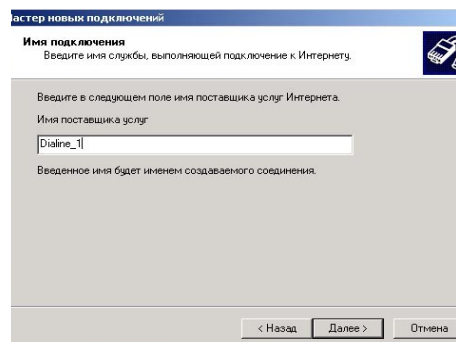 Мастер новых подключений
Имя подключения
Введите имя службы, выполняющей подключение к Интернету.
Введите в следующем поле имя поставщика услуг Интернета.
Имя поставщика услуг
Dialine_1
Введенное имя будет именем создаваемого соединения.
< Назад Далее > Отмена